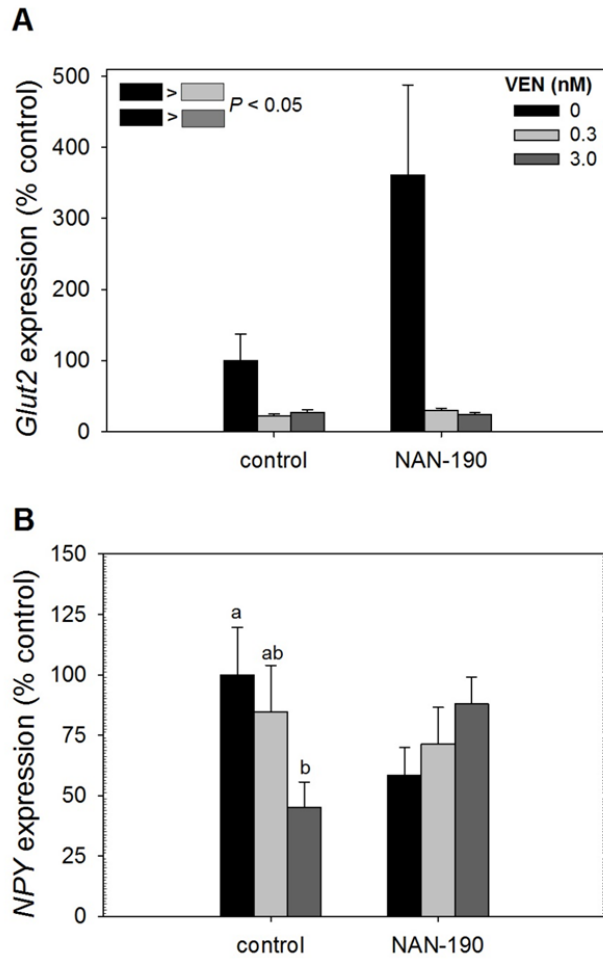 A
Glut2 expression (% control)
500
400
300
200
100
0
> P < 0.05
>
VEN (nM)
0
0.3
3.0
control NAN-190
B
NPY expression (% control)
150
125
100
75
50
25
0
a
ab
b
control NAN-190